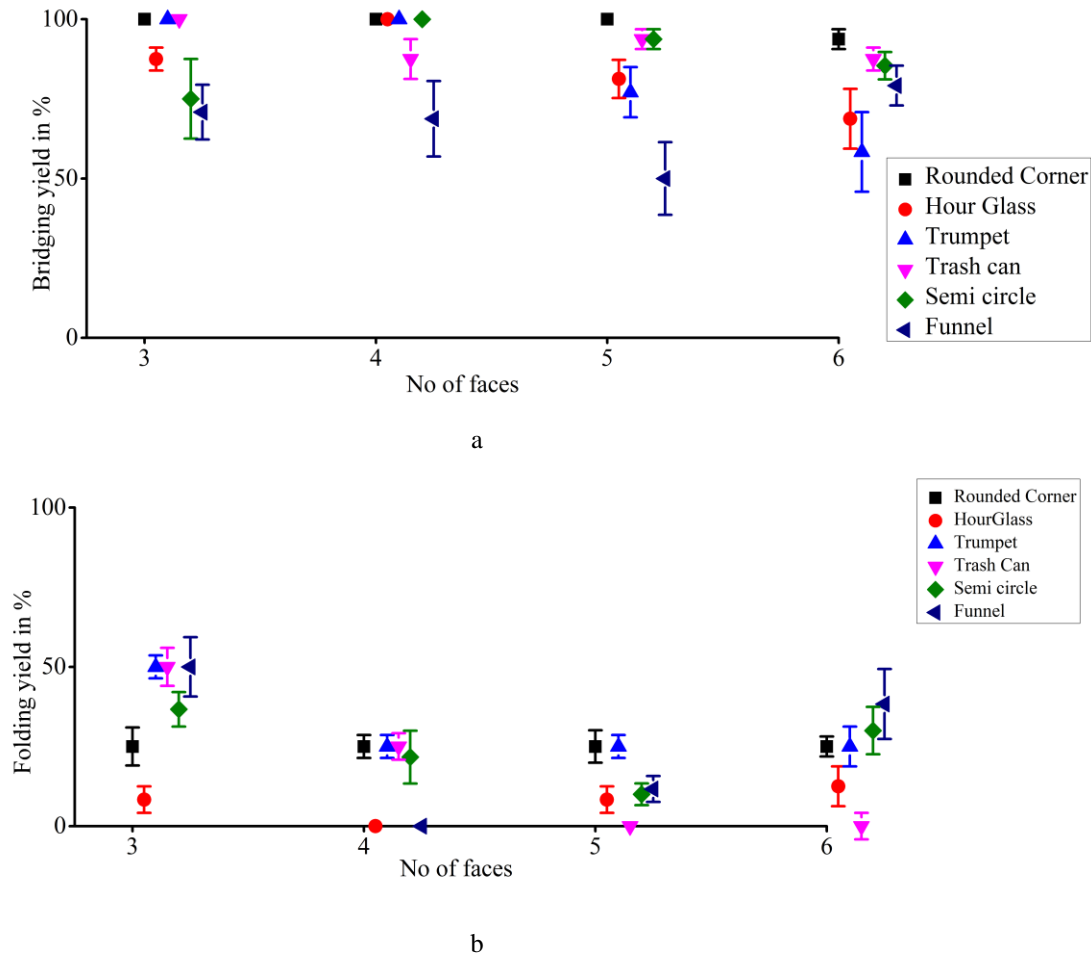 100
50
0
Bridging yield in %
3 4 5 6
No of faces
Rounded Corner
Hour Glass
Trumpet
Trash can
Semi circle
Funnel
a
100
50
0
Folding yield in %
3 4 5 6
No of faces
Rounded Corner
HourGlass
Trumpet
Trash Can
Semi circle
Funnel
b